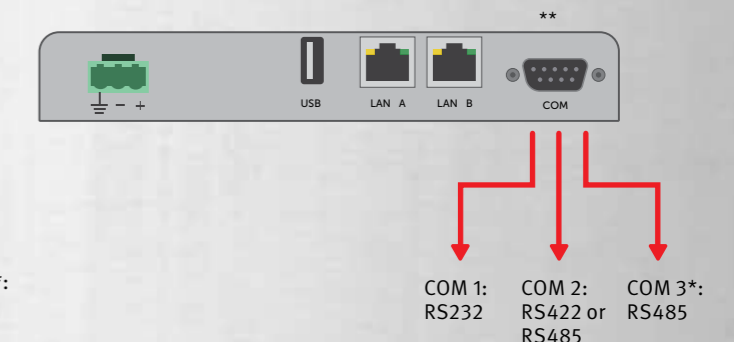 **
USB
LAN A
LAN B
COM
⏚ − +
*:
COM 1:
RS232
COM 2:
RS422 or
RS485
COM 3*:
RS485